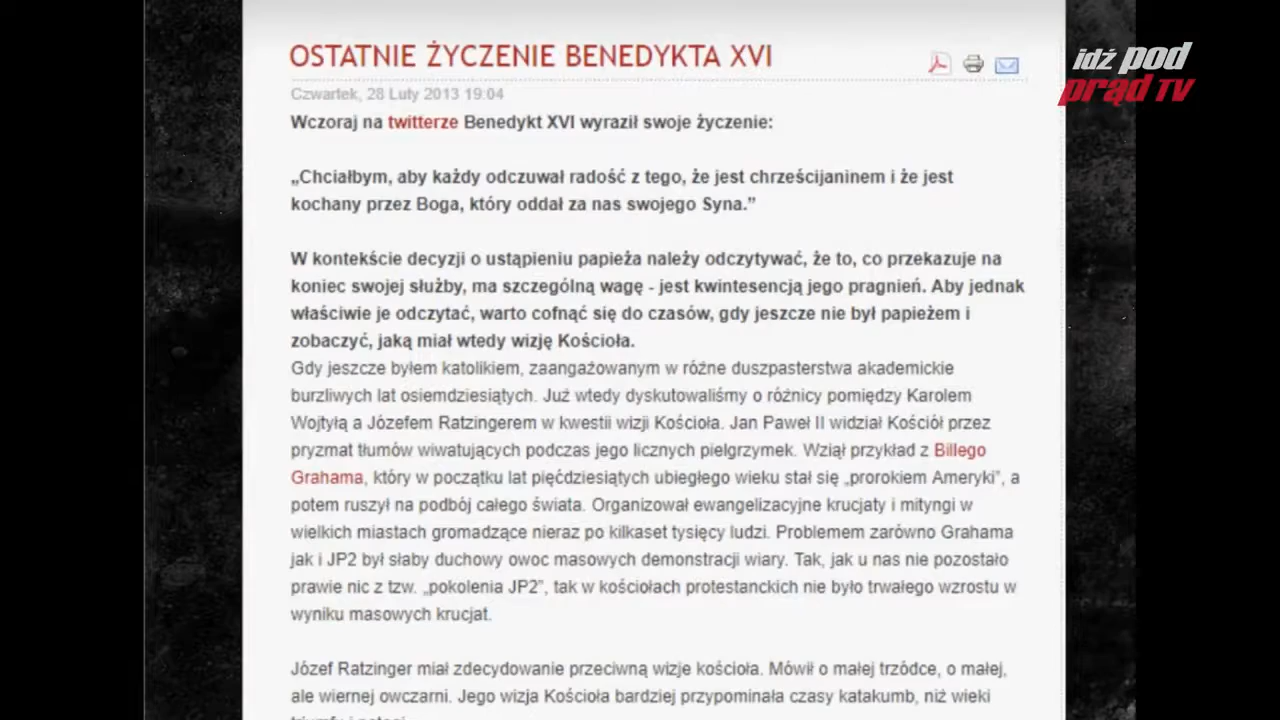 OSTATNIE ŻYCZENIE BENEDYKTA XVI
idź pod
prąd TV
Czwartek, 28 Luty 2013 19:04
Wczoraj na twitterze Benedykt XVI wyraził swoje życzenie:
„Chciałbym, aby każdy odczuwał radość z tego, że jest chrześcijaninem i że jest
kochany przez Boga, który oddał za nas swojego Syna.”
W kontekście decyzji o ustąpieniu papieża należy odczytywać, że to, co przekazuje na
koniec swojej służby, ma szczególną wagę - jest kwintesencją jego pragnień. Aby jednak
właściwie je odczytać, warto cofnąć się do czasów, gdy jeszcze nie był papieżem i
zobaczyć, jaką miał wtedy wizję Kościoła.
Gdy jeszcze byłem katolikiem, zaangażowanym w różne duszpasterstwa akademickie
burzliwych lat osiemdziesiątych. Już wtedy dyskutowaliśmy o różnicy pomiędzy Karolem
Wojtyłą a Józefem Ratzingerem w kwestii wizji Kościoła. Jan Paweł II widział Kościół przez
pryzmat tłumów wiwatujących podczas jego licznych pielgrzymek. Wziął przykład z Billego
Grahama, który w początku lat pięćdziesiątych ubiegłego wieku stał się „prorokiem Ameryki”, a
potem ruszył na podbój całego świata. Organizował ewangelizacyjne krucjaty i mityngi w
wielkich miastach gromadzące nieraz po kilkaset tysięcy ludzi. Problemem zarówno Grahama
jak i JP2 był słaby duchowy owoc masowych demonstracji wiary. Tak, jak u nas nie pozostało
prawie nic z tzw. „pokolenia JP2”, tak w kościołach protestanckich nie było trwałego wzrostu w
wyniku masowych krucjat.
Józef Ratzinger miał zdecydowanie przeciwną wizje kościoła. Mówił o małej trzódce, o małej,
ale wiernej owczarni. Jego wizja Kościoła bardziej przypominała czasy katakumb, niż wieki